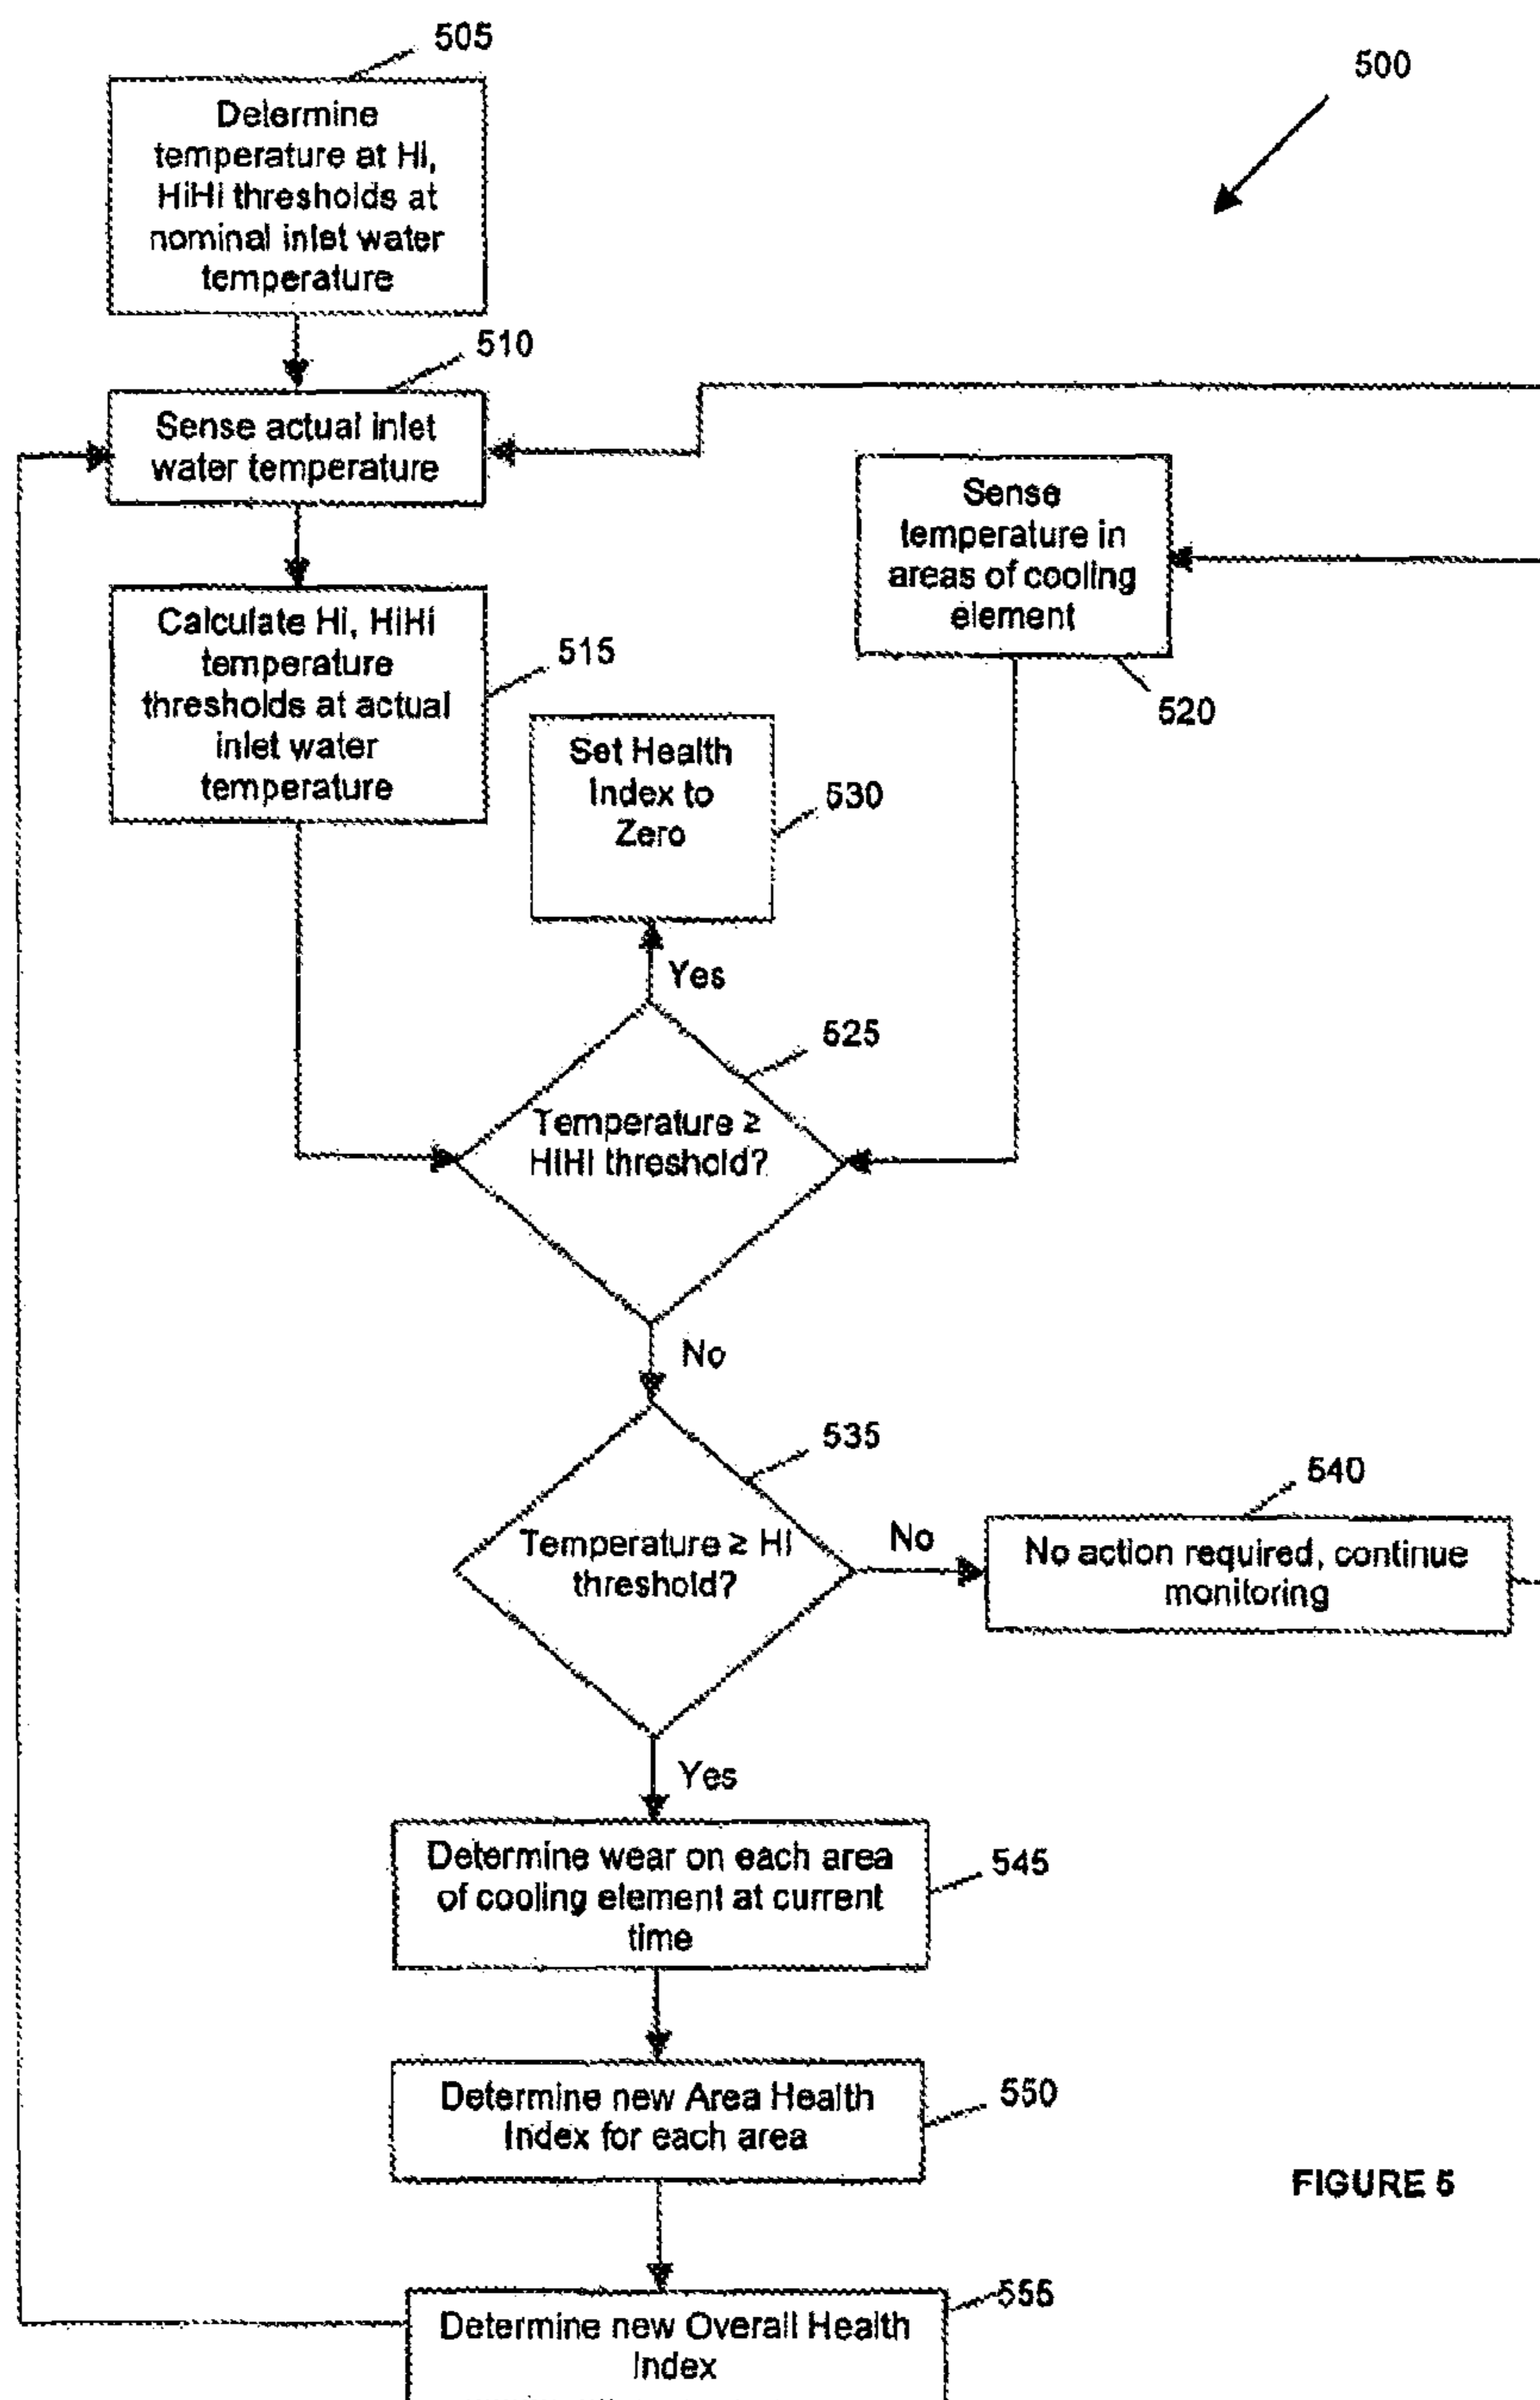 505
500
Determine
temperature at Hi,
HiHi thresholds at
nominal inlet water
temperature
510
Sense actual inlet
water temperature
Sense
temperature in
areas of cooling
element
520
Calculate Hi, HiHi
temperature
thresholds at actual
inlet water
temperature
515
Set Health
Index to
Zero
530
Yes
525
Temperature ≥
HiHi threshold?
No
535
Temperature ≥ Hi
threshold?
No
540
No action required, continue
monitoring
Yes
Determine wear on each area
of cooling element at current
time
545
Determine new Area Health
Index for each area
550
FIGURE 5
555
Determine new Overall Health
Index